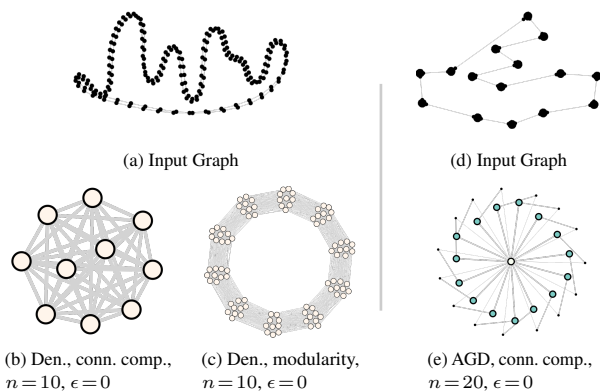 (a) Input Graph
(d) Input Graph
(b) Den., conn. comp.,
n=10, ϵ=0
(c) Den., modularity,
n=10, ϵ=0
(e) AGD, conn. comp.,
n=20, ϵ=0